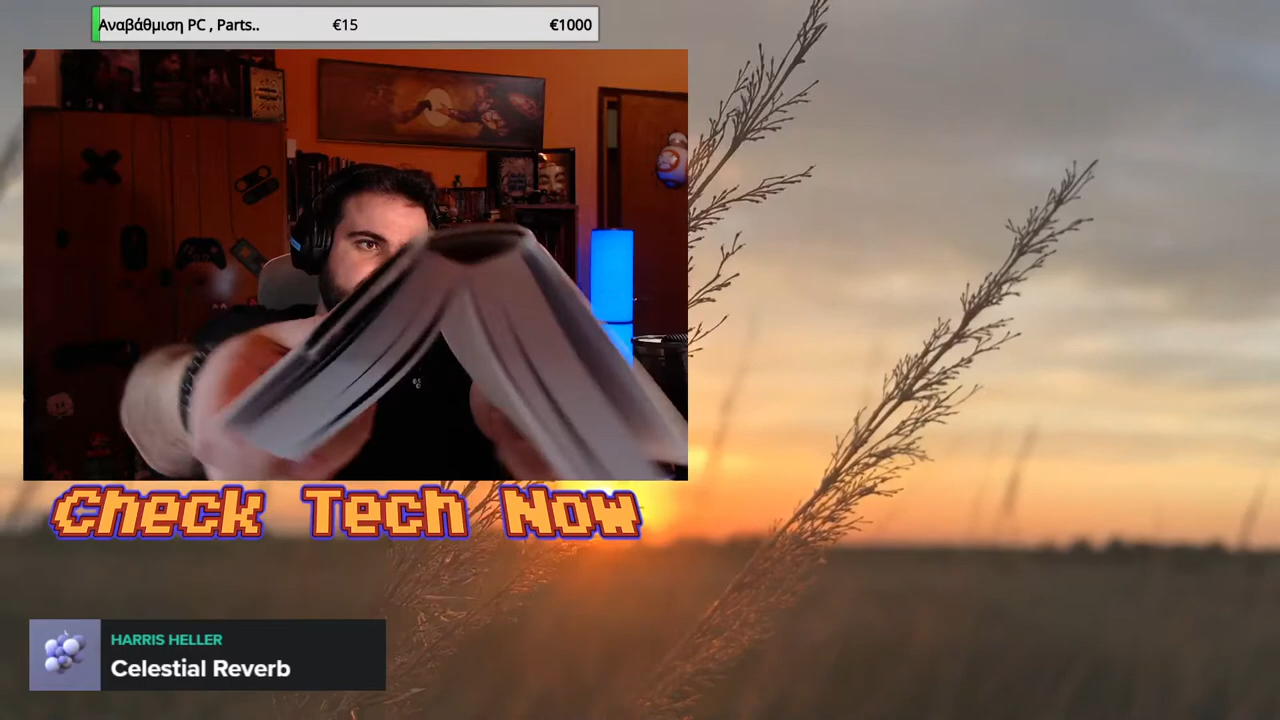 Αναβάθμιση PC , Parts.. €15 €1000
Check Tech Now
HARRIS HELLER
Celestial Reverb